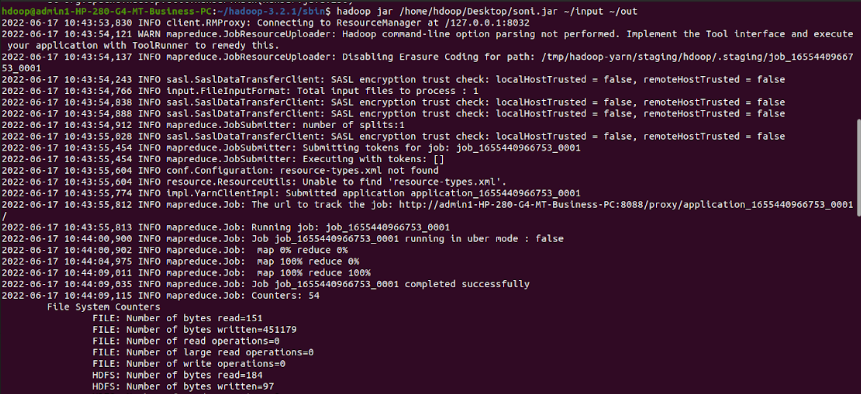 hdoop@admin1-HP-280-G4-MT-Business-PC:~/hadoop-3.2.1/sbin$ hadoop jar /home/hdoop/Desktop/soni.jar ~/input ~/out
2022-06-17 10:43:53,830 INFO client.RMProxy: Connecting to ResourceManager at /127.0.0.1:8032
2022-06-17 10:43:54,121 WARN mapreduce.JobResourceUploader: Hadoop command-line option parsing not performed. Implement the Tool interface and execute
your application with ToolRunner to remedy this.
2022-06-17 10:43:54,137 INFO mapreduce.JobResourceUploader: Disabling Erasure Coding for path: /tmp/hadoop-yarn/staging/hdoop/.staging/job_16554409667
53_0001
2022-06-17 10:43:54,243 INFO sasl.SaslDataTransferClient: SASL encryption trust check: localHostTrusted = false, remoteHostTrusted = false
2022-06-17 10:43:54,766 INFO input.FileInputFormat: Total input files to process : 1
2022-06-17 10:43:54,838 INFO sasl.SaslDataTransferClient: SASL encryption trust check: localHostTrusted = false, remoteHostTrusted = false
2022-06-17 10:43:54,888 INFO sasl.SaslDataTransferClient: SASL encryption trust check: localHostTrusted = false, remoteHostTrusted = false
2022-06-17 10:43:54,912 INFO mapreduce.JobSubmitter: number of splits:1
2022-06-17 10:43:55,028 INFO sasl.SaslDataTransferClient: SASL encryption trust check: localHostTrusted = false, remoteHostTrusted = false
2022-06-17 10:43:55,454 INFO mapreduce.JobSubmitter: Submitting tokens for job: job_1655440966753_0001
2022-06-17 10:43:55,454 INFO mapreduce.JobSubmitter: Executing with tokens: []
2022-06-17 10:43:55,604 INFO conf.Configuration: resource-types.xml not found
2022-06-17 10:43:55,604 INFO resource.ResourceUtils: Unable to find 'resource-types.xml'.
2022-06-17 10:43:55,774 INFO impl.YarnClientImpl: Submitted application application_1655440966753_0001
2022-06-17 10:43:55,812 INFO mapreduce.Job: The url to track the job: http://admin1-HP-280-G4-MT-Business-PC:8088/proxy/application_1655440966753_0001
/
2022-06-17 10:43:55,813 INFO mapreduce.Job: Running job: job_1655440966753_0001
2022-06-17 10:44:00,900 INFO mapreduce.Job: Job job_1655440966753_0001 running in uber mode : false
2022-06-17 10:44:00,902 INFO mapreduce.Job:  map 0% reduce 0%
2022-06-17 10:44:04,975 INFO mapreduce.Job:  map 100% reduce 0%
2022-06-17 10:44:09,011 INFO mapreduce.Job:  map 100% reduce 100%
2022-06-17 10:44:09,035 INFO mapreduce.Job: Job job_1655440966753_0001 completed successfully
2022-06-17 10:44:09,115 INFO mapreduce.Job: Counters: 54
File System Counters
FILE: Number of bytes read=151
FILE: Number of bytes written=451179
FILE: Number of read operations=0
FILE: Number of large read operations=0
FILE: Number of write operations=0
HDFS: Number of bytes read=184
HDFS: Number of bytes written=97